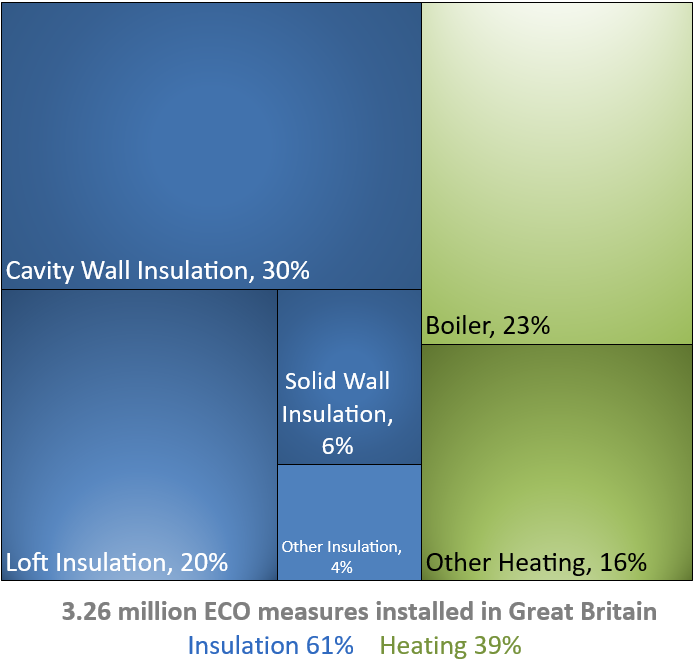 Cavity Wall Insulation, 30%
Boiler, 23%
Solid Wall
Insulation,
6%
Loft Insulation, 20%
Other Insulation,
4%
Other Heating, 16%
3.26 million ECO measures installed in Great Britain
Insulation 61% Heating 39%